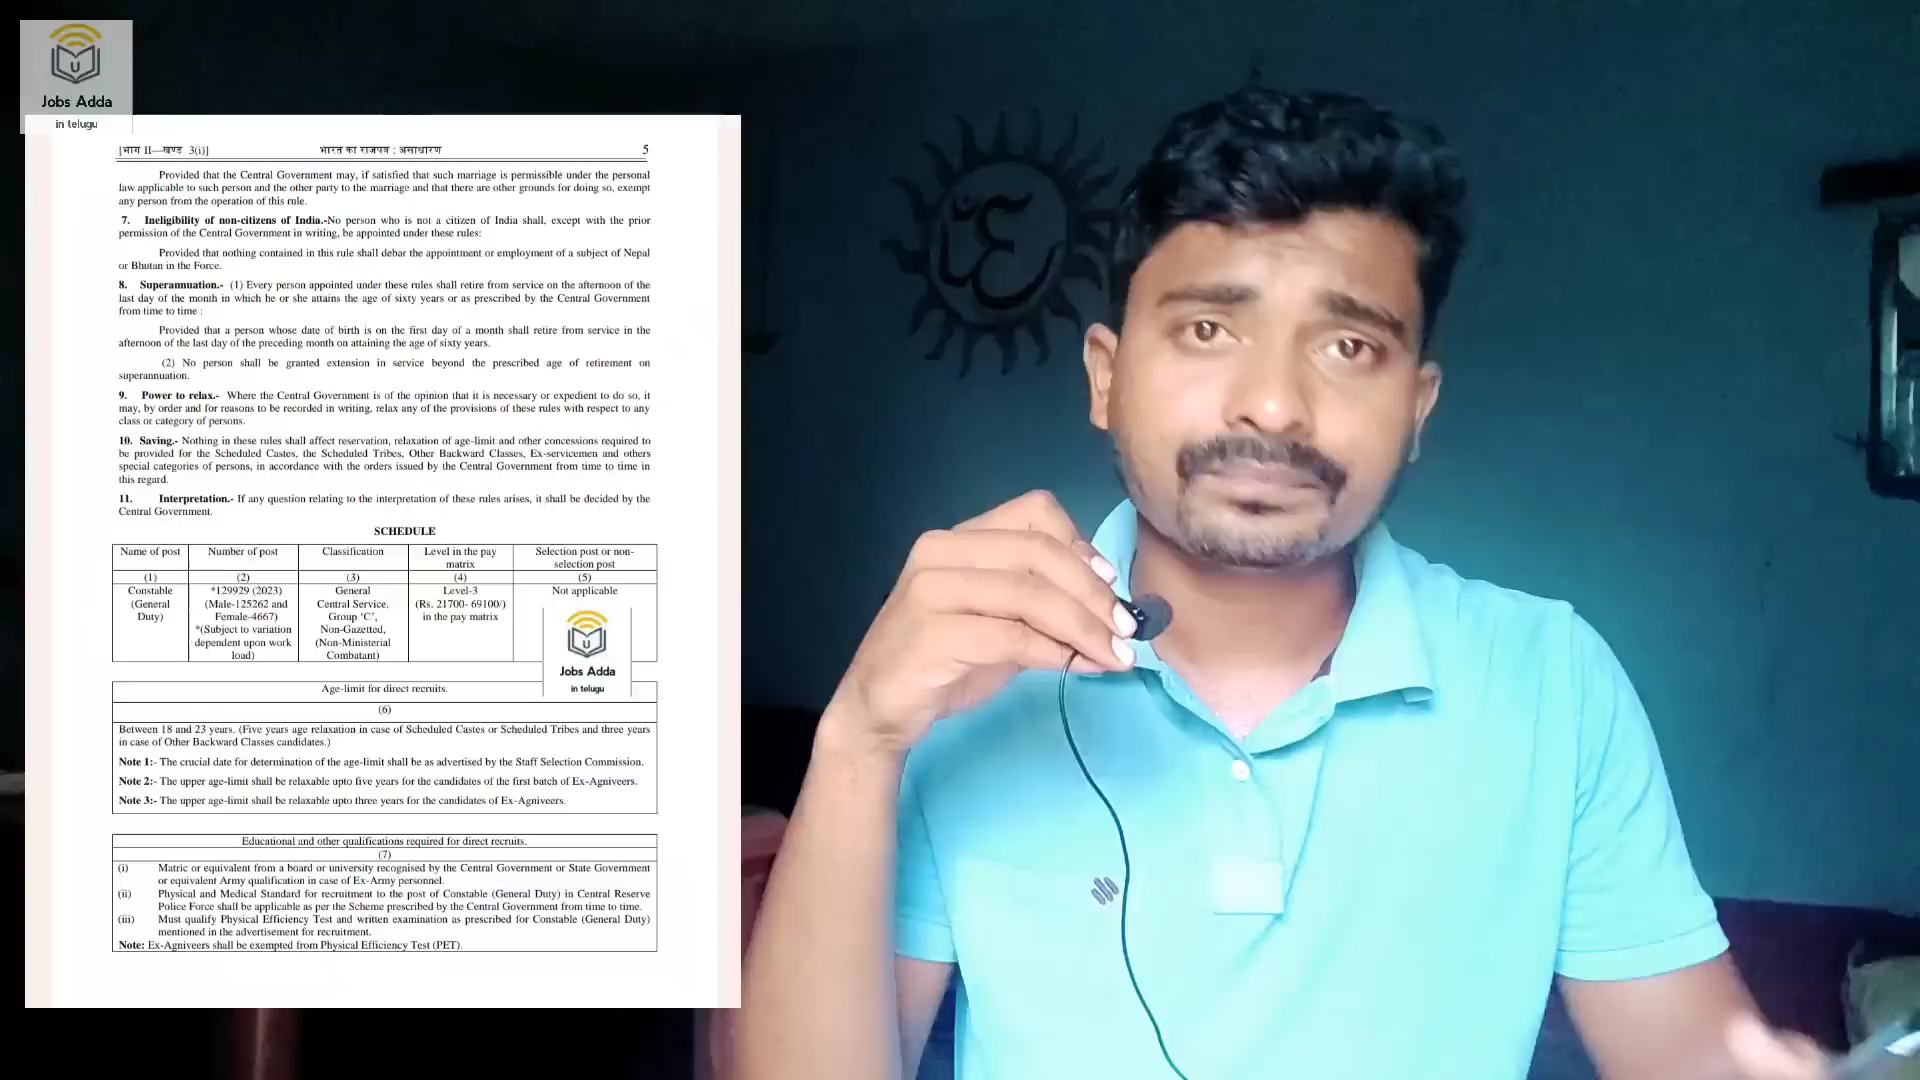 Jobs Adda
in telugu
[भाग II—खण्ड 3(i)] भारत का राजपत्र : असाधारण 5
Provided that the Central Government may, if satisfied that such marriage is permissible under the personal
law applicable to such person and the other party to the marriage and that there are other grounds for doing so, exempt
any person from the operation of this rule.
7. Ineligibility of non-citizens of India.-No person who is not a citizen of India shall, except with the prior
permission of the Central Government in writing, be appointed under these rules:
Provided that nothing contained in this rule shall debar the appointment or employment of a subject of Nepal
or Bhutan in the Force.
8. Superannuation.- (1) Every person appointed under these rules shall retire from service on the afternoon of the
last day of the month in which he or she attains the age of sixty years or as prescribed by the Central Government
from time to time :
Provided that a person whose date of birth is on the first day of a month shall retire from service in the
afternoon of the last day of the preceding month on attaining the age of sixty years.
(2) No person shall be granted extension in service beyond the prescribed age of retirement on
superannuation.
9. Power to relax.- Where the Central Government is of the opinion that it is necessary or expedient to do so, it
may, by order and for reasons to be recorded in writing, relax any of the provisions of these rules with respect to any
class or category of persons.
10. Saving.- Nothing in these rules shall affect reservation, relaxation of age-limit and other concessions required to
be provided for the Scheduled Castes, the Scheduled Tribes, Other Backward Classes, Ex-servicemen and others
special categories of persons, in accordance with the orders issued by the Central Government from time to time in
this regard.
11. Interpretation.- If any question relating to the interpretation of these rules arises, it shall be decided by the
Central Government.
SCHEDULE
Name of post Number of post Classification Level in the pay matrix Selection post or non-selection post
(1) (2) (3) (4) (5)
Constable *129929 (2023) General Level-3 Not applicable
(General (Male-125262 and Central Service, (Rs. 21700- 69100/)
Duty) Female-4667) Group ‘C’, in the pay matrix
*(Subject to variation Non-Gazetted,
dependent upon work (Non-Ministerial
load) Combatant)
Jobs Adda
in telugu
Age-limit for direct recruits.
(6)
Between 18 and 23 years. (Five years age relaxation in case of Scheduled Castes or Scheduled Tribes and three years
in case of Other Backward Classes candidates.)
Note 1:- The crucial date for determination of the age-limit shall be as advertised by the Staff Selection Commission.
Note 2:- The upper age-limit shall be relaxable upto five years for the candidates of the first batch of Ex-Agniveers.
Note 3:- The upper age-limit shall be relaxable upto three years for the candidates of Ex-Agniveers.
Educational and other qualifications required for direct recruits.
(7)
(i) Matric or equivalent from a board or university recognised by the Central Government or State Government
or equivalent Army qualification in case of Ex-Army personnel.
(ii) Physical and Medical Standard for recruitment to the post of Constable (General Duty) in Central Reserve
Police Force shall be applicable as per the Scheme prescribed by the Central Government from time to time.
(iii) Must qualify Physical Efficiency Test and written examination as prescribed for Constable (General Duty)
mentioned in the advertisement for recruitment.
Note: Ex-Agniveers shall be exempted from Physical Efficiency Test (PET).
ॐ